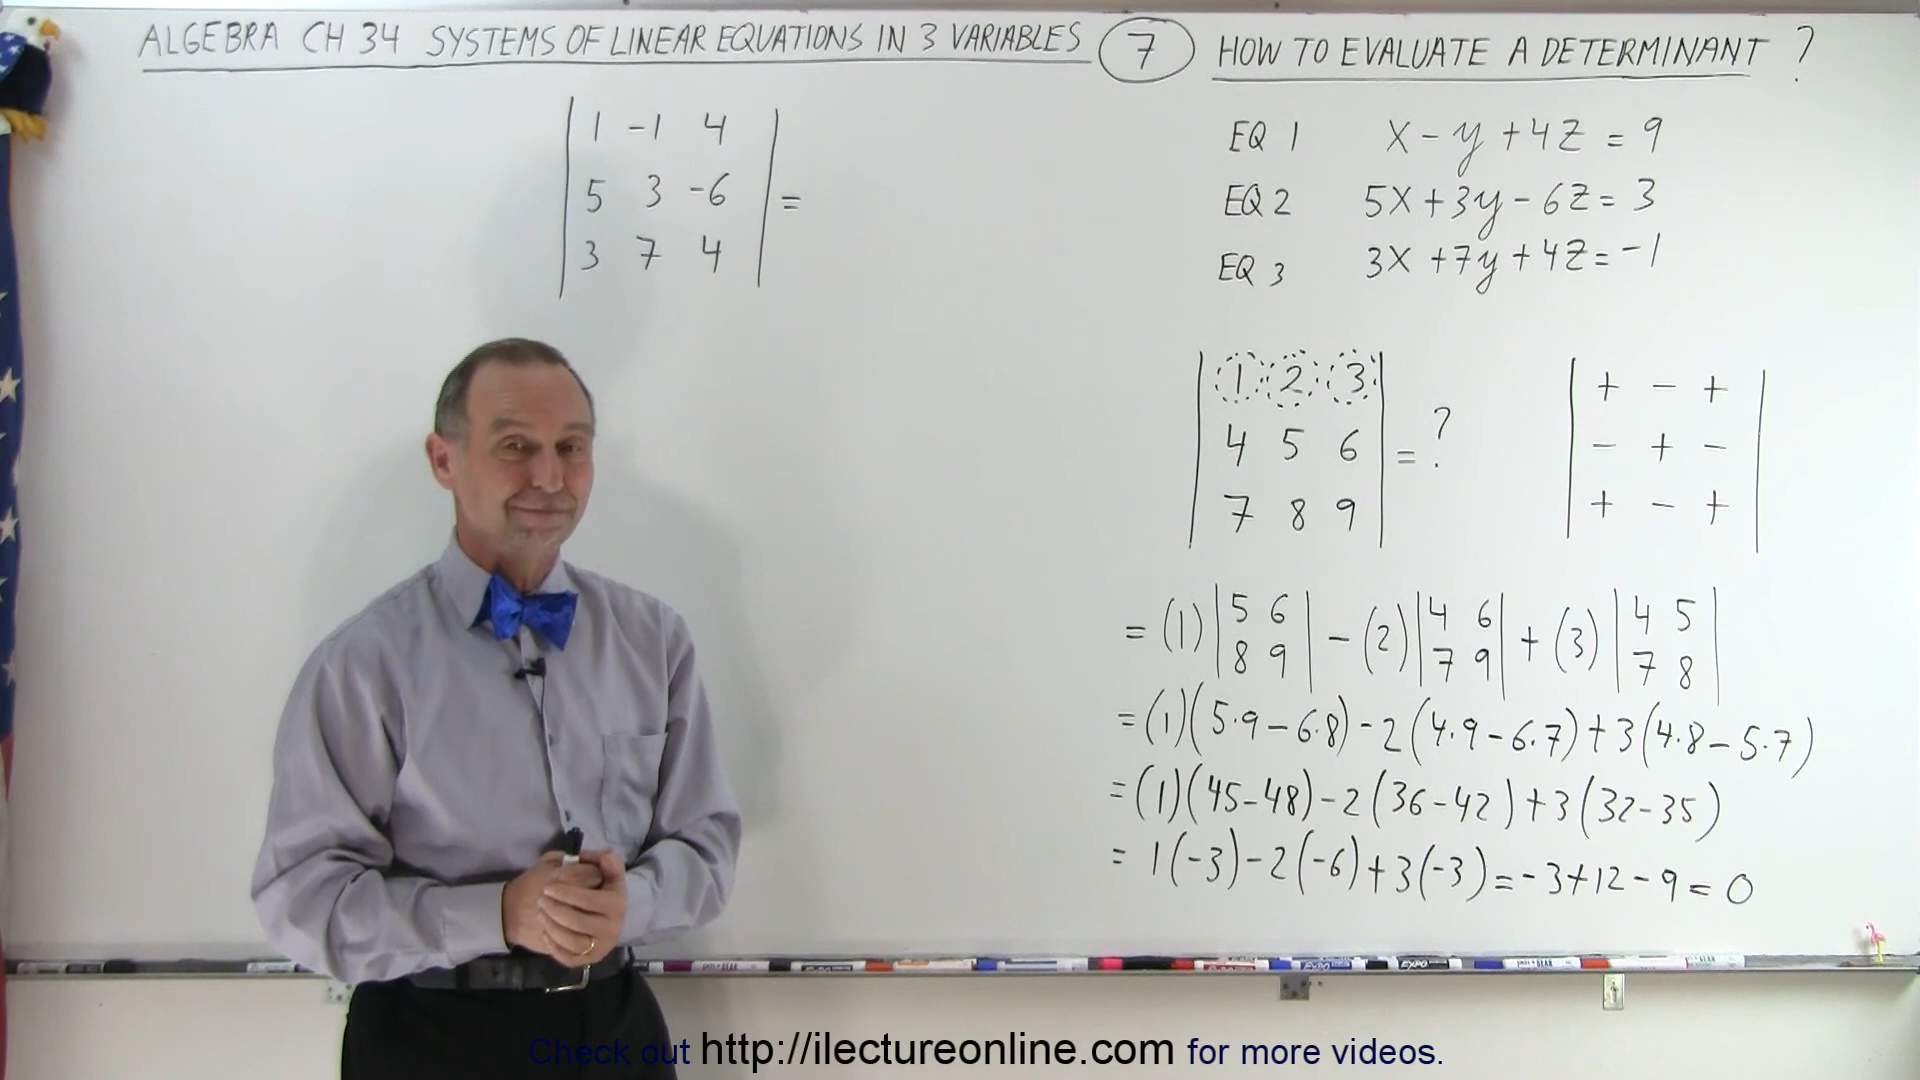 ALGEBRA CH 34 SYSTEMS OF LINEAR EQUATIONS IN 3 VARIABLES 7 HOW TO EVALUATE A DETERMINANT ?
| 1 -1 4 |
| 5 3 -6 | =
| 3 7 4 |
EQ 1 x - y + 4z = 9
EQ 2 5x + 3y - 6z = 3
EQ 3 3x + 7y + 4z = -1
| 1 2 3 |
| 4 5 6 | = ?
| 7 8 9 |
| + - + |
| - + - |
| + - + |
= (1) |5 6| - (2) |4 6| + (3) |4 5|
|8 9| |7 9| |7 8|
= (1)(5·9 - 6·8) - 2(4·9 - 6·7) + 3(4·8 - 5·7)
= (1)(45-48) - 2(36-42) + 3(32-35)
= 1(-3) - 2(-6) + 3(-3) = -3+12-9 = 0
EXPO
Check out http://ilectureonline.com for more videos.